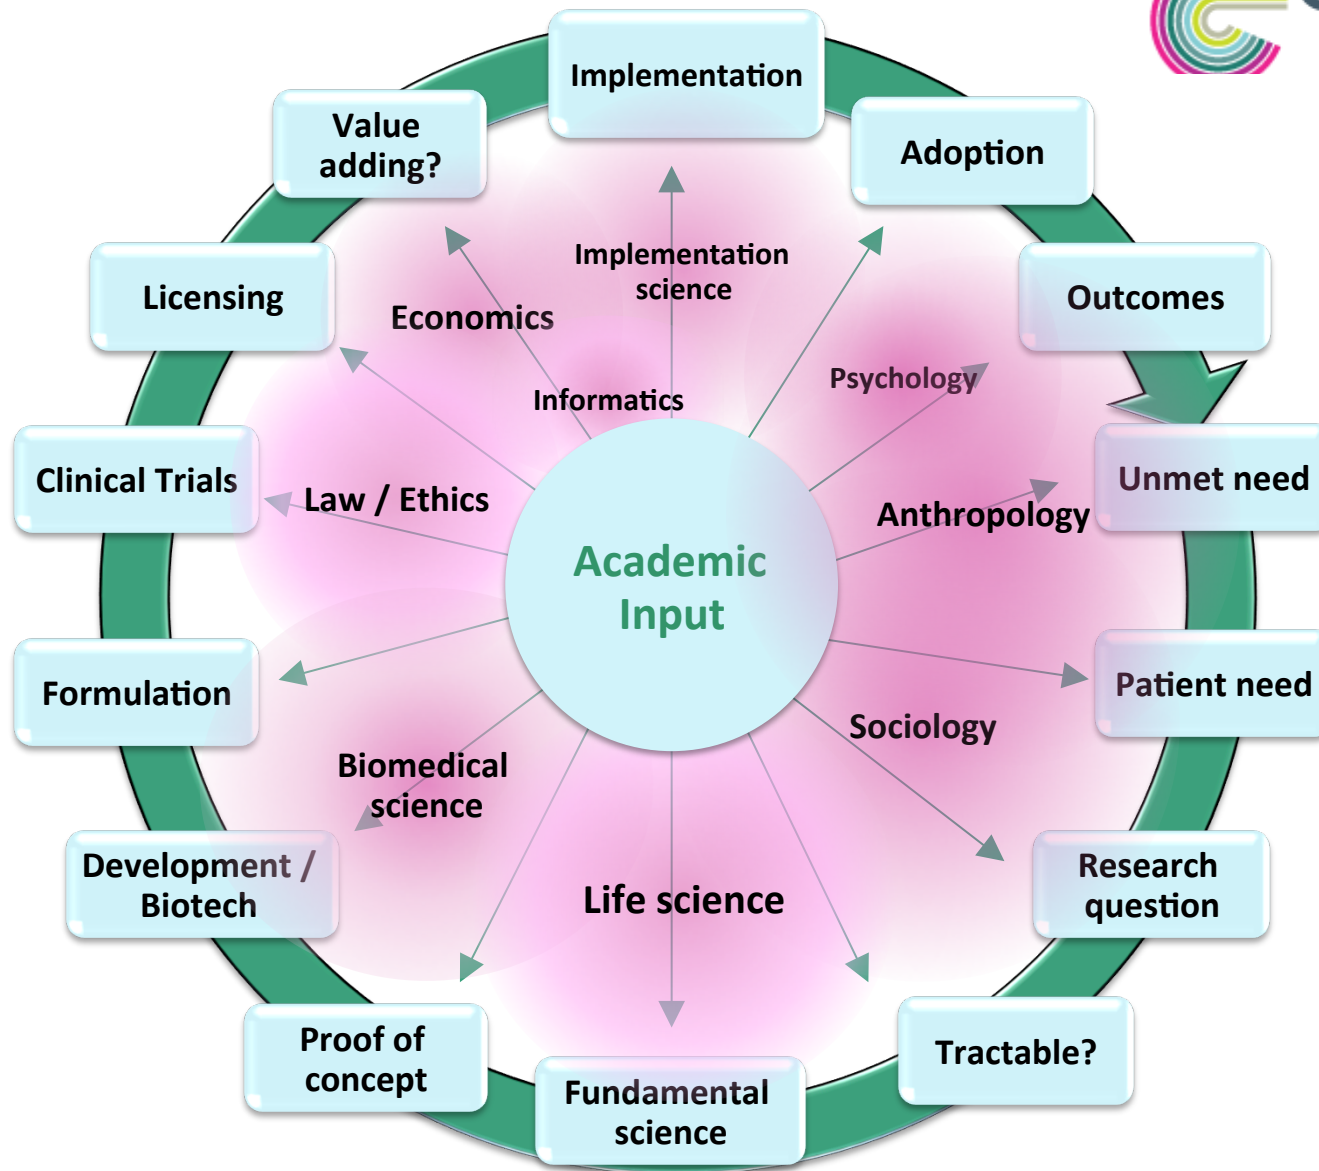 Implementation
Value
adding?
Adoption
Licensing
Implementation
science
Outcomes
Economics
Psychology
Informatics
Clinical Trials
Law / Ethics
Anthropology
Unmet need
Academic
Input
Formulation
Patient need
Sociology
Biomedical
science
Development /
Biotech
Life science
Research
question
Proof of
concept
Tractable?
Fundamental
science